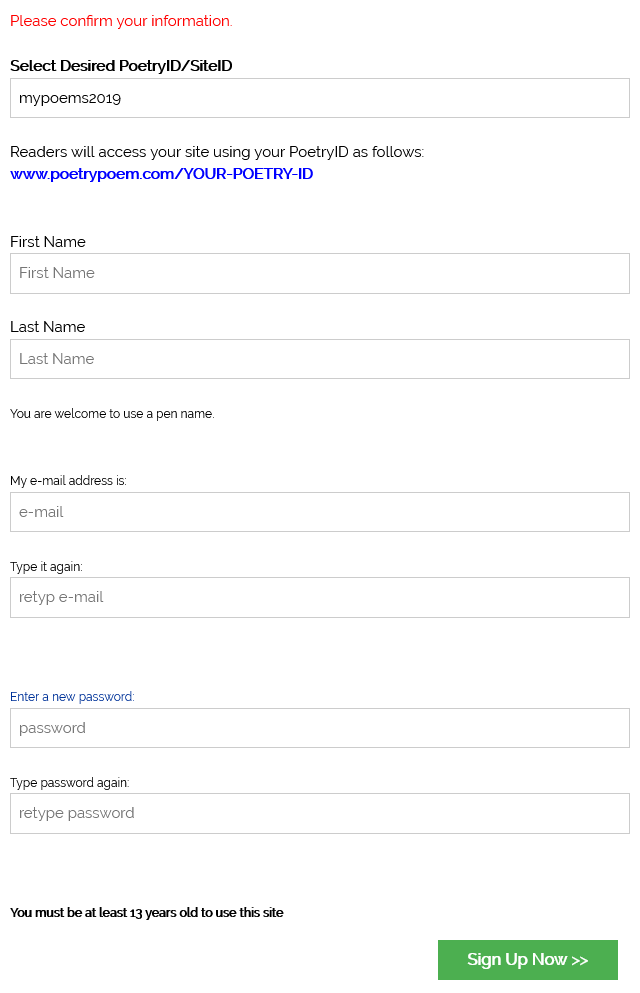 Please confirm your information.
Select Desired PoetryID/SiteID
mypoems2019
Readers will access your site using your PoetryID as follows:
www.poetrypoem.com/YOUR-POETRY-ID
First Name
First Name
Last Name
Last Name
You are welcome to use a pen name.
My e-mail address is:
e-mail
Type it again:
retyp e-mail
Enter a new password:
password
Type password again:
retype password
You must be at least 13 years old to use this site
Sign Up Now >>